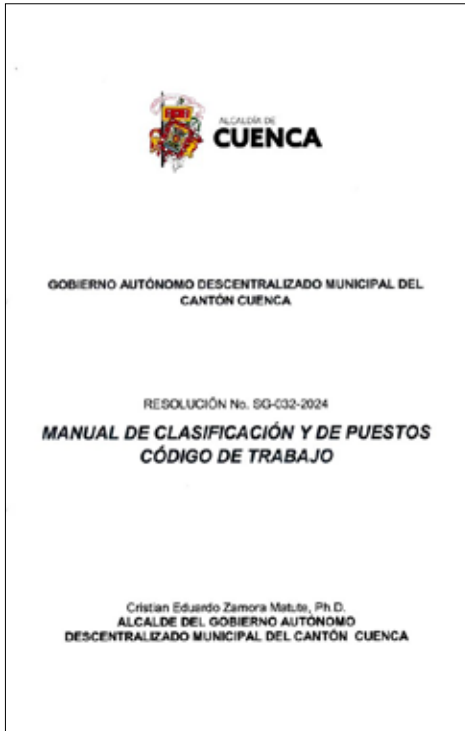 ALCALDÍA DE
CUENCA
GOBIERNO AUTÓNOMO DESCENTRALIZADO MUNICIPAL DEL
CANTÓN CUENCA
RESOLUCIÓN No. SG-032-2024
MANUAL DE CLASIFICACIÓN Y DE PUESTOS
CÓDIGO DE TRABAJO
Cristian Eduardo Zamora Matute, Ph.D.
ALCALDE DEL GOBIERNO AUTÓNOMO
DESCENTRALIZADO MUNICIPAL DEL CANTÓN CUENCA